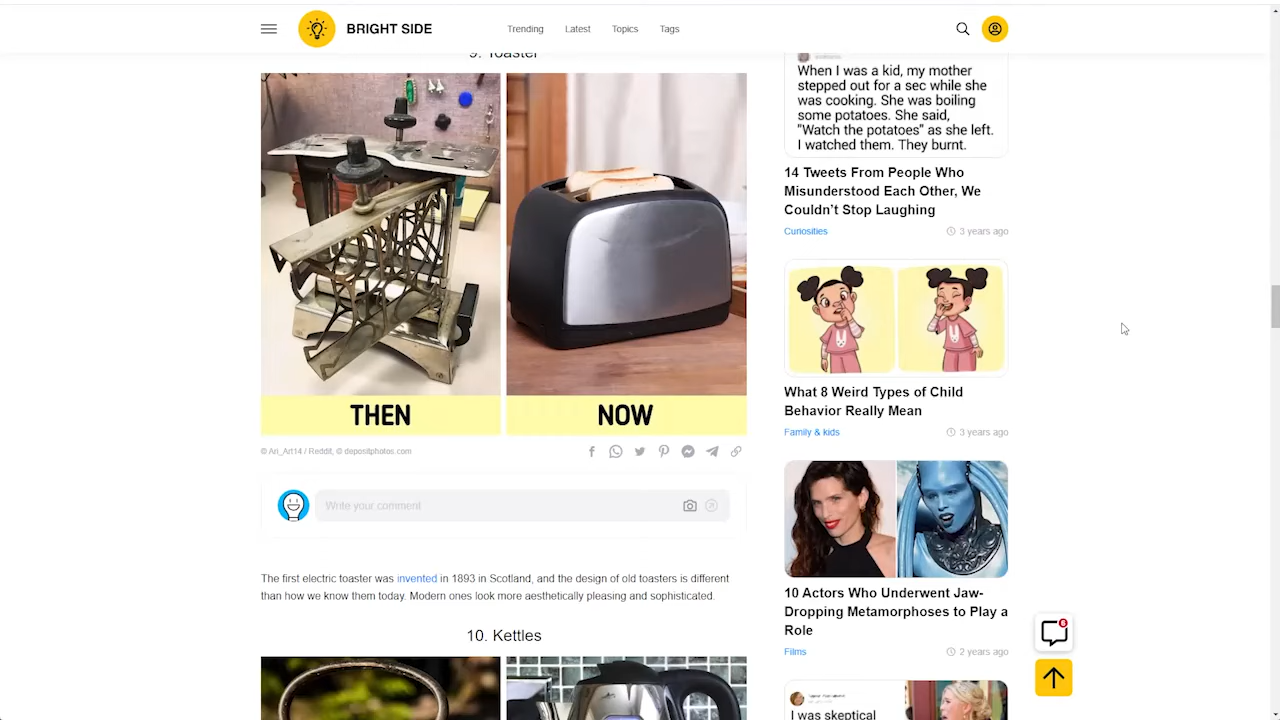 BRIGHT SIDE
Trending
Latest
Topics
Tags
9. Toaster
THEN
NOW
© Ari_Art14 / Reddit, © depositphotos.com
Write your comment
The first electric toaster was invented in 1893 in Scotland, and the design of old toasters is different
than how we know them today. Modern ones look more aesthetically pleasing and sophisticated.
10. Kettles
When I was a kid, my mother
stepped out for a sec while she
was cooking. She was boiling
some potatoes. She said,
"Watch the potatoes" as she left.
I watched them. They burnt.
14 Tweets From People Who
Misunderstood Each Other, We
Couldn't Stop Laughing
Curiosities
3 years ago
What 8 Weird Types of Child
Behavior Really Mean
Family & kids
3 years ago
10 Actors Who Underwent Jaw-
Dropping Metamorphoses to Play a
Role
Films
2 years ago
I was skeptical
6